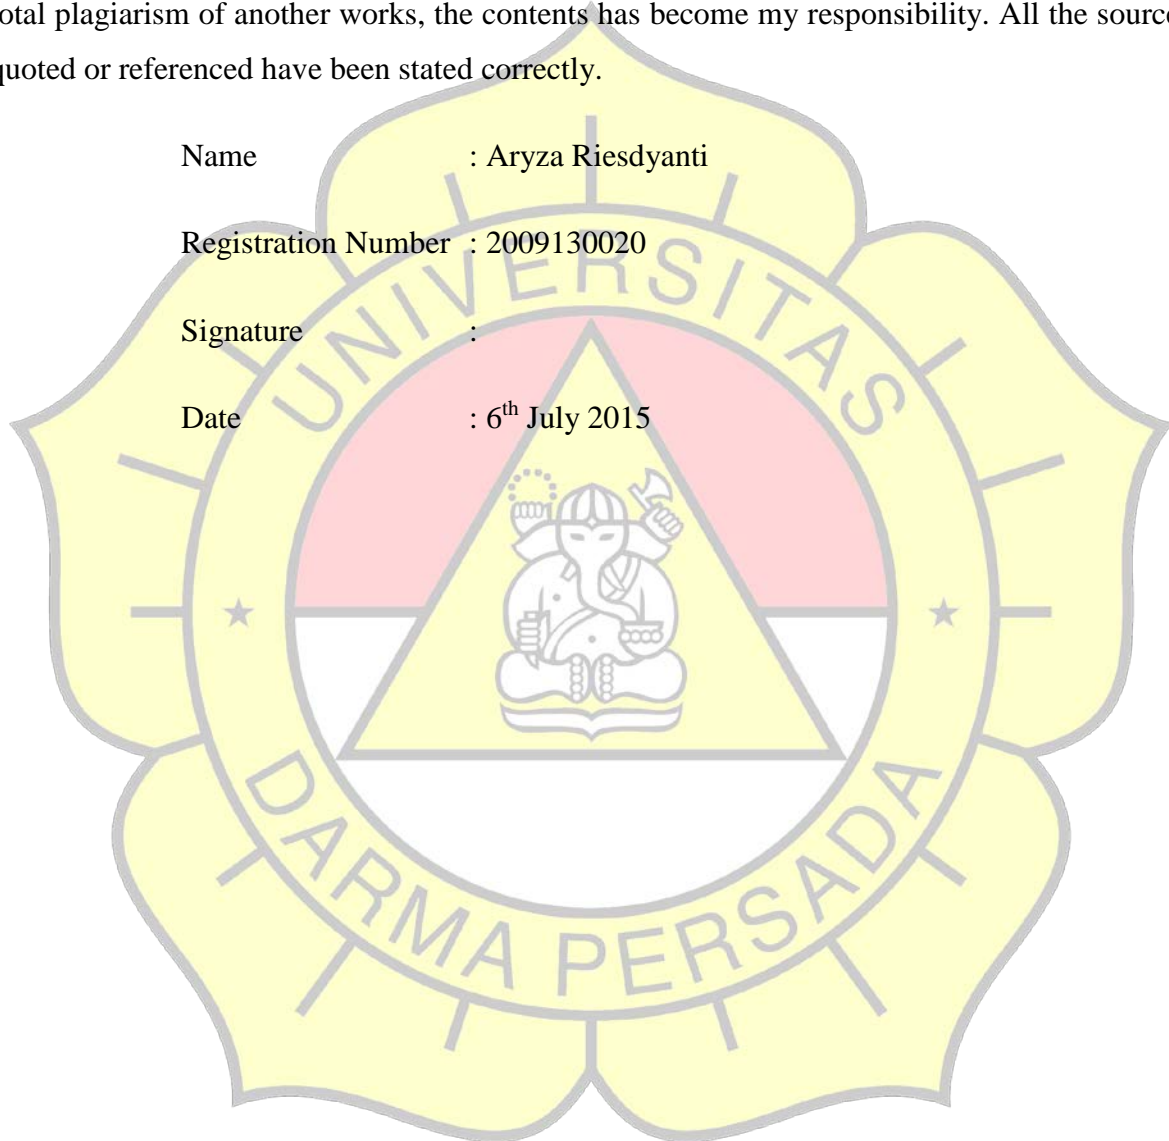 otal plagiarism of another works, the contents has become my responsibility. All the source
quoted or referenced have been stated correctly.
Name : Aryza Riesdyanti
Registration Number : 2009130020
Signature :
Date : 6th July 2015
UNIVERSITAS
DARMA PERSADA